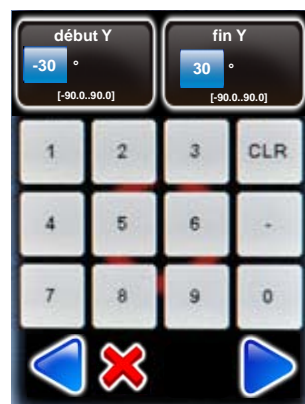 début Y
fin Y
-30 °
30 °
[-90.0..90.0]
[-90.0..90.0]
1 2 3 CLR
4 5 6 -
7 8 9 0